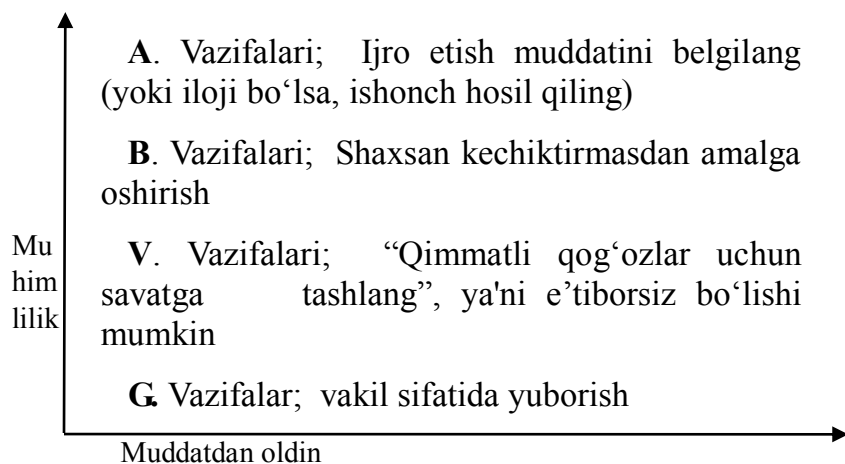 A. Vazifalari; Ijro etish muddatini belgilang
(yoki iloji bo‘lsa, ishonch hosil qiling)
B. Vazifalari; Shaxsan kechiktirmasdan amalga
oshirish
V. Vazifalari; “Qimmatli qog‘ozlar uchun
savatga tashlang”, ya'ni e’tiborsiz bo‘lishi
mumkin
G. Vazifalar; vakil sifatida yuborish
Mu
him
lilik
Muddatdan oldin